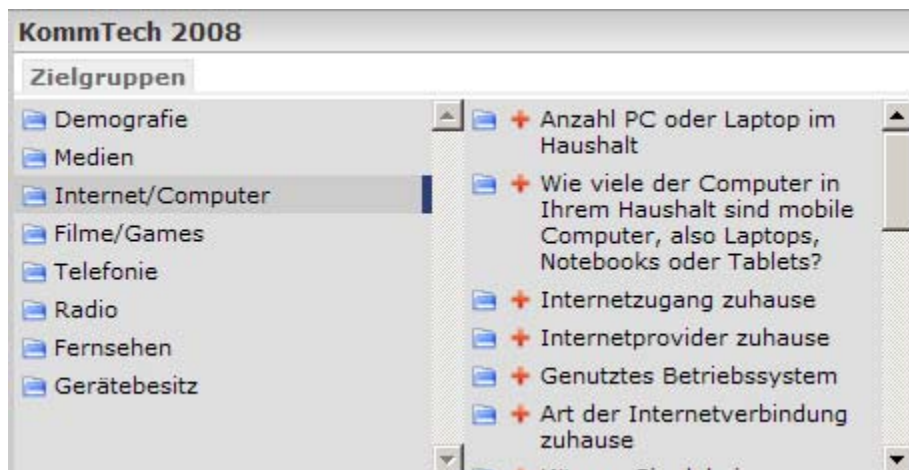 KommTech 2008
Zielgruppen
Demografie
Medien
Internet/Computer
Filme/Games
Telefonie
Radio
Fernsehen
Gerätebesitz
Anzahl PC oder Laptop im
Haushalt
Wie viele der Computer in
Ihrem Haushalt sind mobile
Computer, also Laptops,
Notebooks oder Tablets?
Internetzugang zuhause
Internetprovider zuhause
Genutztes Betriebssystem
Art der Internetverbindung
zuhause